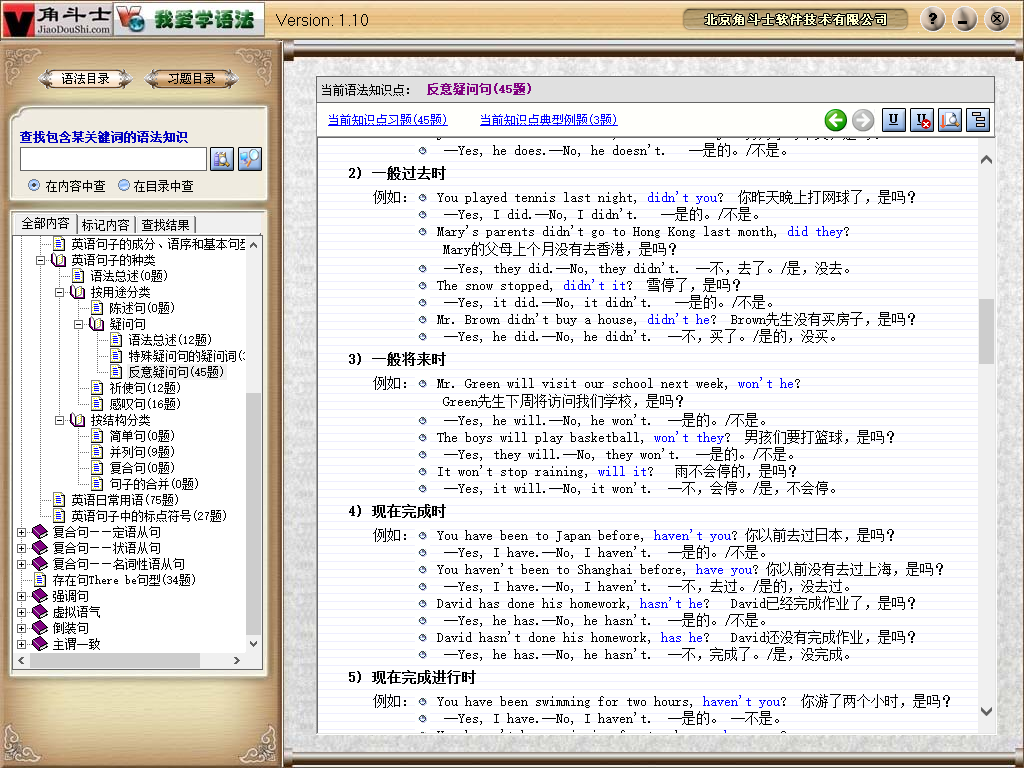 角斗士
JiaoDouShi.com
我爱学语法
Version: 1.10
北京角斗士软件技术有限公司
语法目录
习题目录
查找包含某关键词的语法知识
在内容中查
在目录中查
全部内容
标记内容
查找结果
英语句子的成分、语序和基本句型
英语句子的种类
语法总述(0题)
按用途分类
陈述句(0题)
疑问句
语法总述(12题)
特殊疑问句的疑问词(
反意疑问句(45题)
祈使句(12题)
感叹句(16题)
按结构分类
简单句(0题)
并列句(9题)
复合句(0题)
句子的合并(0题)
英语日常用语(75题)
英语句子中的标点符号(27题)
复合句——定语从句
复合句——状语从句
复合句——名词性语从句
存在句There be句型(34题)
强调句
虚拟语气
倒装句
主谓一致
当前语法知识点： 反意疑问句(45题)
当前知识点习题(45题)
当前知识点典型例题(3题)
—Yes, he does.—No, he doesn't. —是的。/不是。
2) 一般过去时
例如： You played tennis last night, didn't you? 你昨天晚上打网球了，是吗?
—Yes, I did.—No, I didn't. —是的。/不是。
Mary's parents didn't go to Hong Kong last month, did they?
Mary的父母上个月没有去香港，是吗?
—Yes, they did.—No, they didn't. —不，去了。/是，没去。
The snow stopped, didn't it? 雪停了，是吗?
—Yes, it did.—No, it didn't. —是的。/不是。
Mr. Brown didn't buy a house, didn't he? Brown先生没有买房子，是吗?
—Yes, he did.—No, he didn't. —不，买了。/是的，没买。
3) 一般将来时
例如： Mr. Green will visit our school next week, won't he?
Green先生下周将访问我们学校，是吗?
—Yes, he will.—No, he won't. —是的。/不是。
The boys will play basketball, won't they? 男孩们要打篮球，是吗?
—Yes, they will.—No, they won't. —是的。/不是。
It won't stop raining, will it? 雨不会停的，是吗?
—Yes, it will.—No, it won't. —不，会停。/是，不会停。
4) 现在完成时
例如： You have been to Japan before, haven't you? 你以前去过日本，是吗?
—Yes, I have.—No, I haven't. —是的。/不是。
You haven't been to Shanghai before, have you? 你以前没有去过上海，是吗?
—Yes, I have.—No, I haven't. —不，去过。/是的，没去过。
David has done his homework, hasn't he? David已经完成作业了，是吗?
—Yes, he has.—No, he hasn't. —是的。/不是。
David hasn't done his homework, has he? David还没有完成作业，是吗?
—Yes, he has.—No, he hasn't. —不，完成了。/是，没完成。
5) 现在完成进行时
例如： You have been swimming for two hours, haven't you? 你游了两个小时，是吗?
—Yes, I have.—No, I haven't. —是的。 —不是。